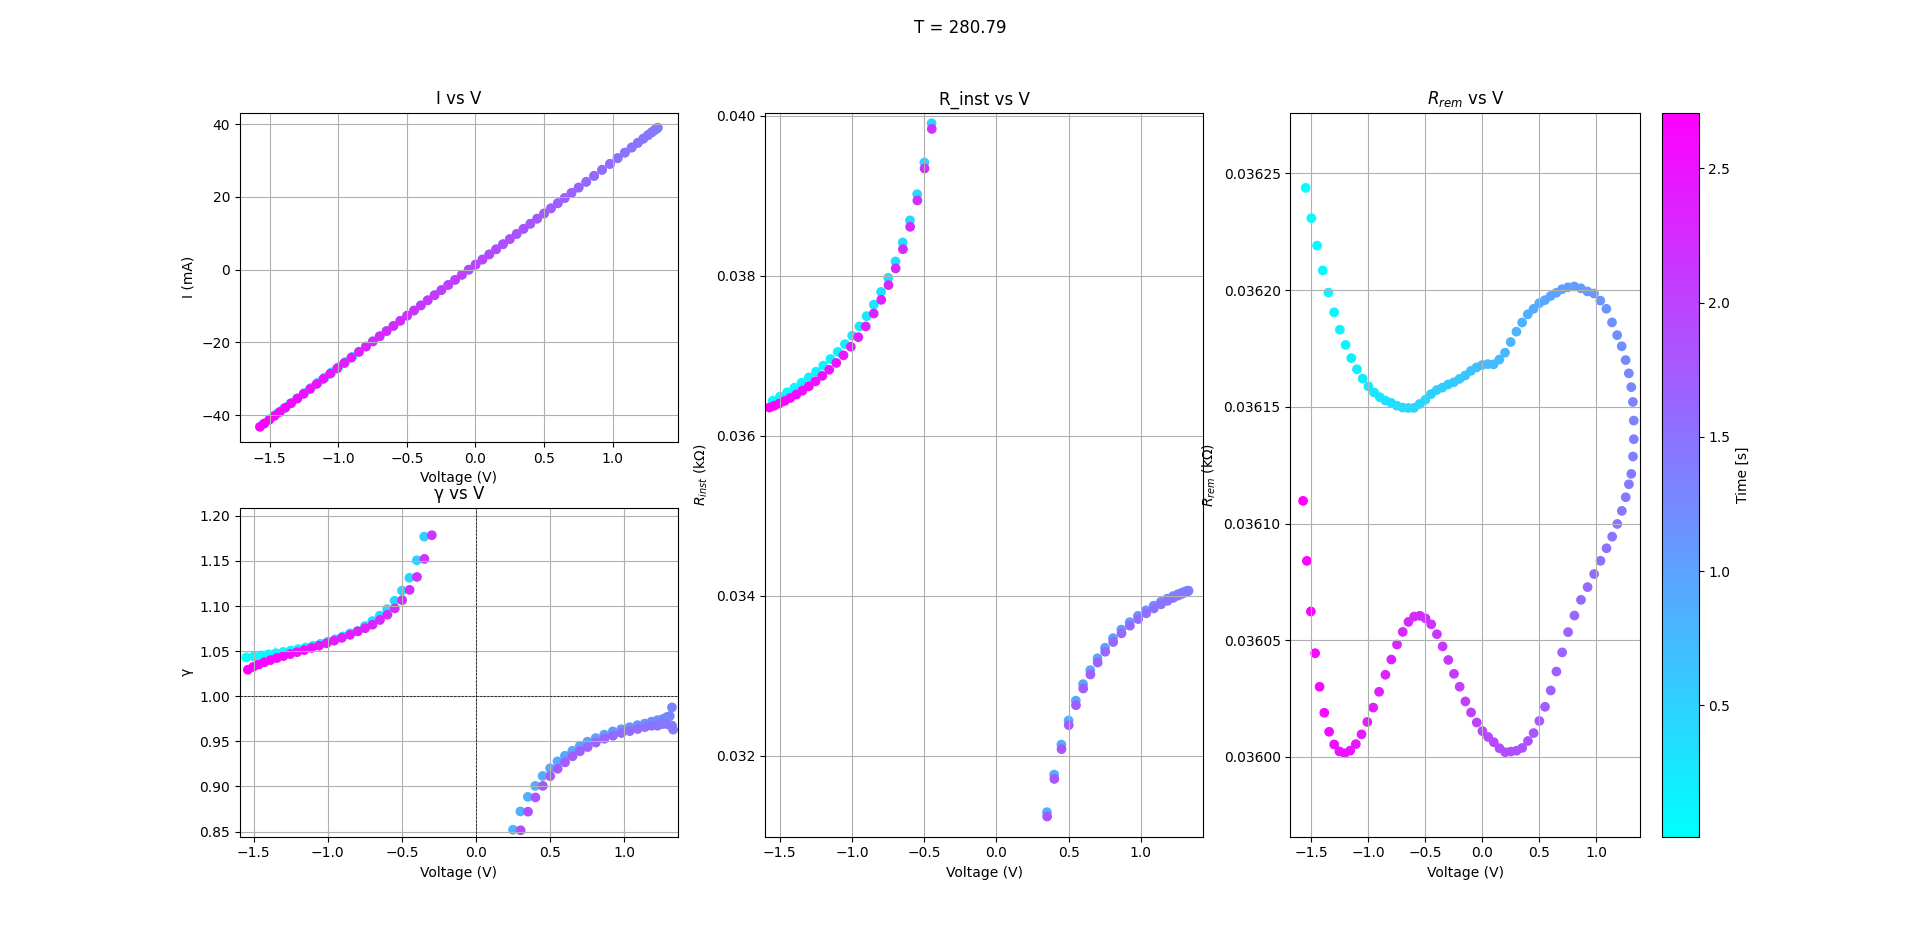 T = 280.79
I vs V
40
20
0
−20
−40
I (mA)
−1.5 −1.0 −0.5 0.0 0.5 1.0
Voltage (V)
γ vs V
1.20
1.15
1.10
1.05
1.00
0.95
0.90
0.85
γ
−1.5 −1.0 −0.5 0.0 0.5 1.0
Voltage (V)
R_inst vs V
0.040
0.038
0.036
0.034
0.032
R_inst (kΩ)
−1.5 −1.0 −0.5 0.0 0.5 1.0
Voltage (V)
R_rem vs V
0.03625
0.03620
0.03615
0.03610
0.03605
0.03600
R_rem (kΩ)
−1.5 −1.0 −0.5 0.0 0.5 1.0
Voltage (V)
2.5
2.0
1.5
1.0
0.5
Time [s]